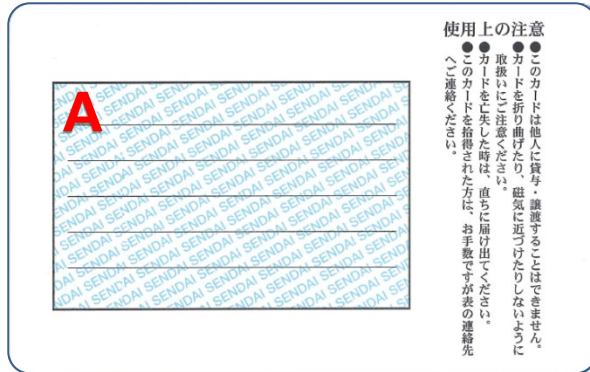 使用上の注意
●このカードは他人に貸与・譲渡することはできません。
●カードを折り曲げたり、磁気に近づけたりしないように
取扱いにご注意ください。
●カードを亡失した時は、直ちに届け出てください。
●このカードを拾得された方は、お手数ですが表の連絡先
へご連絡ください。
A
SENDAI SENDAI SENDAI SENDAI SENDAI